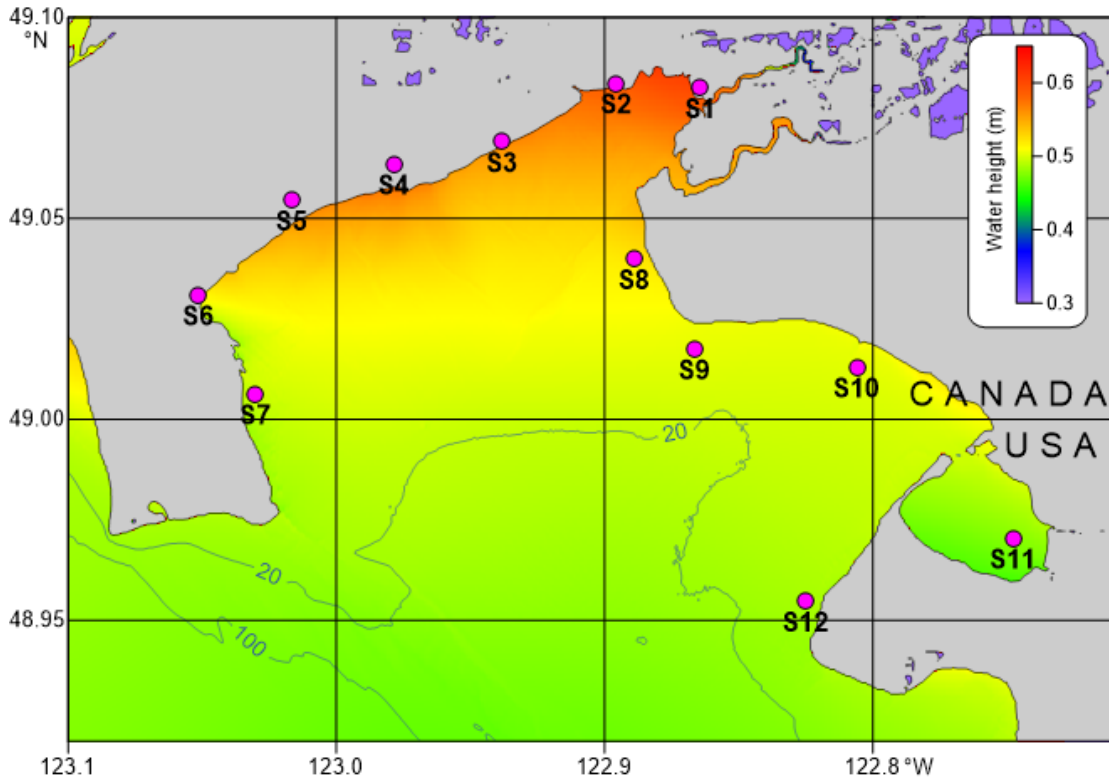 49.10
°N
49.05
49.00
48.95
123.1
123.0
122.9
122.8 °W
S1
S2
S3
S4
S5
S6
S7
S8
S9
S10
S11
S12
CANADA
USA
20
20
100
Water height (m)
0.6
0.5
0.4
0.3